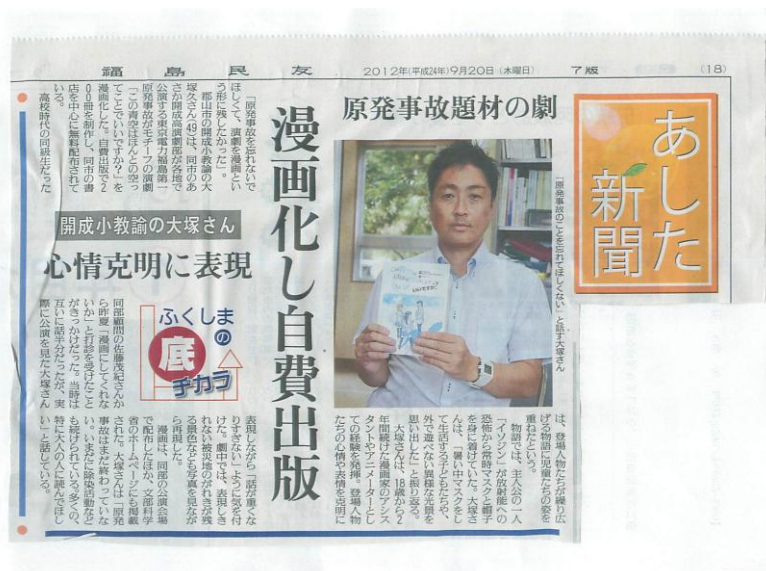 福島民友
2012年(平成24年)9月20日(木曜日)
7版
(18)
あした
新聞
原発事故題材の劇
漫画化し自費出版
「原発事故のことを忘れてほしくない」と話す大塚さん
開成小教諭の大塚さん
心情克明に表現
「原発事故を忘れないで
ほしくて、演劇を漫画とい
う形に残したかった」。
郡山市の開成小教諭の大
塚久さん(49)は、同市のあ
さか開成高演劇部が各地で
公演する東京電力福島第一
原発事故がモチーフの演劇
「この青空はほんとの空っ
てことでいいですか?」を
漫画化した。自費出版で2
00冊を制作し、同市の書
店を中心に無料配布されて
いる。
高校時代の同級生だった
ふくしま
の
底
チカラ
同部顧問の佐藤茂紀さんか
ら昨夏「漫画にしてくれな
いか」と打診を受けたこと
がきっかけだった。当時は
互いに話半分だったが、実
際に公演を見た大塚さん
は、登場人物たちが繰り広
げる物語に児童たちの姿を
重ねたという。
物語では、主人公の一人
「イソジン」が放射能への
恐怖から常時マスクと帽子
を身に着けていた。大塚さ
んは、「暑い中マスクをし
て生活する子どもたちや、
外で遊べない異様な光景を
思い出した」と振り返る。
大塚さんは、18歳から2
年間続けた漫画家のアシス
タントやアニメーターとし
ての経験を発揮。登場人物
たちの心情や表情を克明に
表現しながら「話が重くな
りすぎない」ように気を付
けた。劇中では、表現しき
れない被災地のがれきが残
る景色なども写真を見なが
ら再現した。
漫画は、同部の公演会場
で配布したほか、文部科学
省のホームページにも掲載
された。大塚さんは「原発
事故はまだ終わっていな
い。いまだに除染活動など
も続けられている。多くの、
特に大人の人に読んでほし
い」と話している。